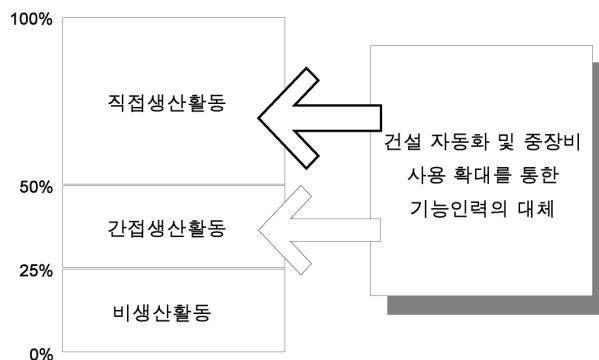 100%
직접생산활동
건설 자동화 및 중장비
사용 확대를 통한
기능인력의 대체
50%
간접생산활동
25%
비생산활동
0%